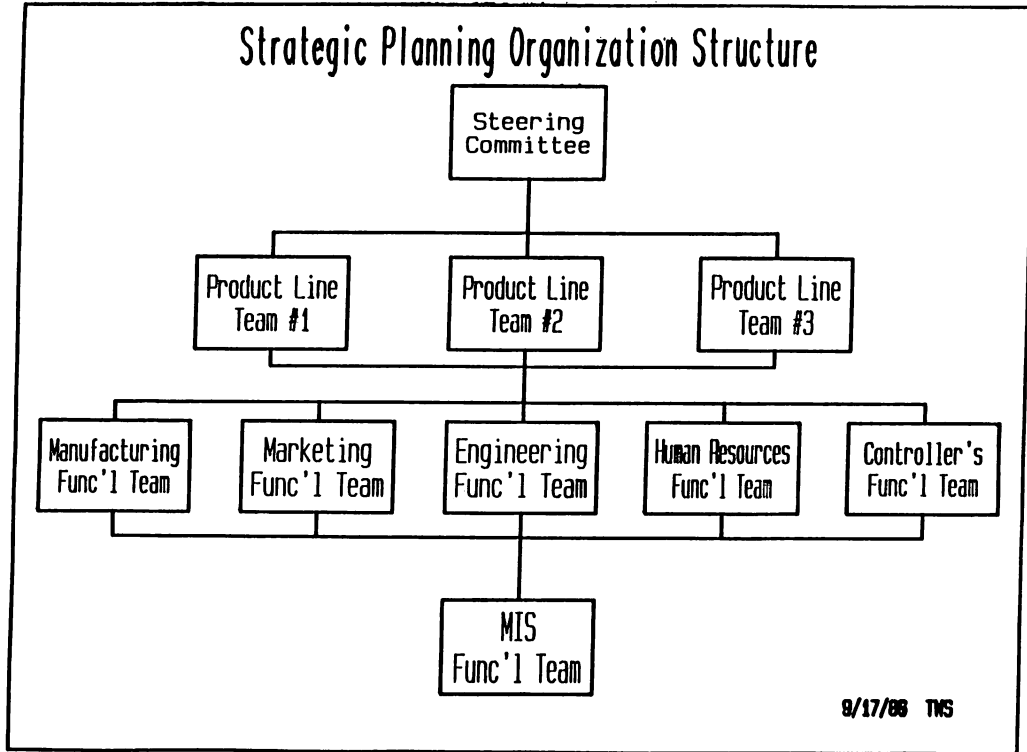 Strategic Planning Organization Structure
Steering
Committee
Product Line
Team #1
Product Line
Team #2
Product Line
Team #3
Manufacturing
Func'l Team
Marketing
Func'l Team
Engineering
Func'l Team
Human Resources
Func'l Team
Controller's
Func'l Team
MIS
Func'l Team
TWS